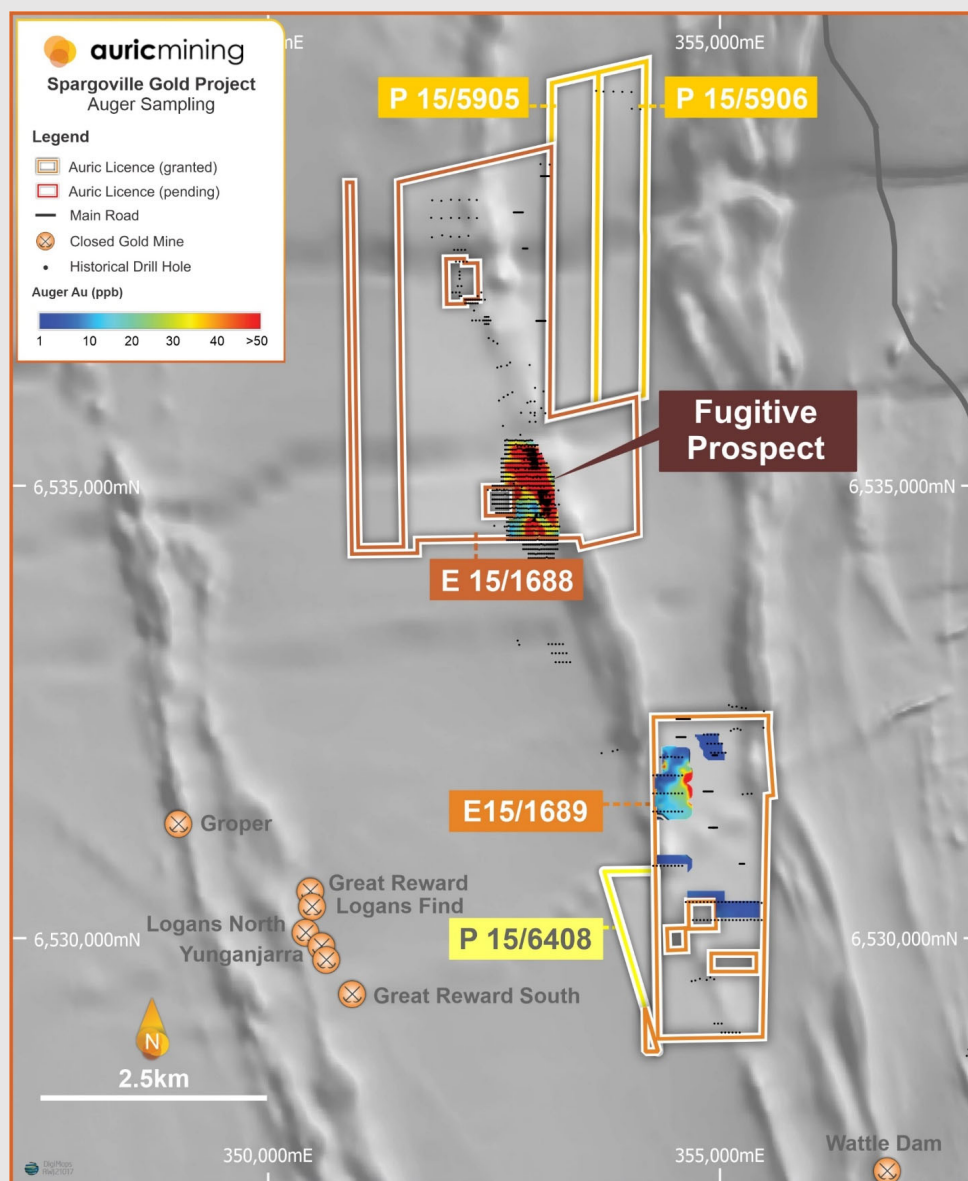 auricmining
Spargoville Gold Project
Auger Sampling
Legend
Auric Licence (granted)
Auric Licence (pending)
Main Road
Closed Gold Mine
Historical Drill Hole
Auger Au (ppb)
1 10 20 30 40 >50
mE
355,000mE
P 15/5905
P 15/5906
Fugitive
Prospect
6,535,000mN
6,535,000mN
E 15/1688
E15/1689
Groper
Great Reward
Logans Find
Logans North
Yunganjarra
P 15/6408
6,530,000mN
6,530,000mN
Great Reward South
N
2.5km
350,000mE
355,000mE
Wattle Dam
DigiMaps